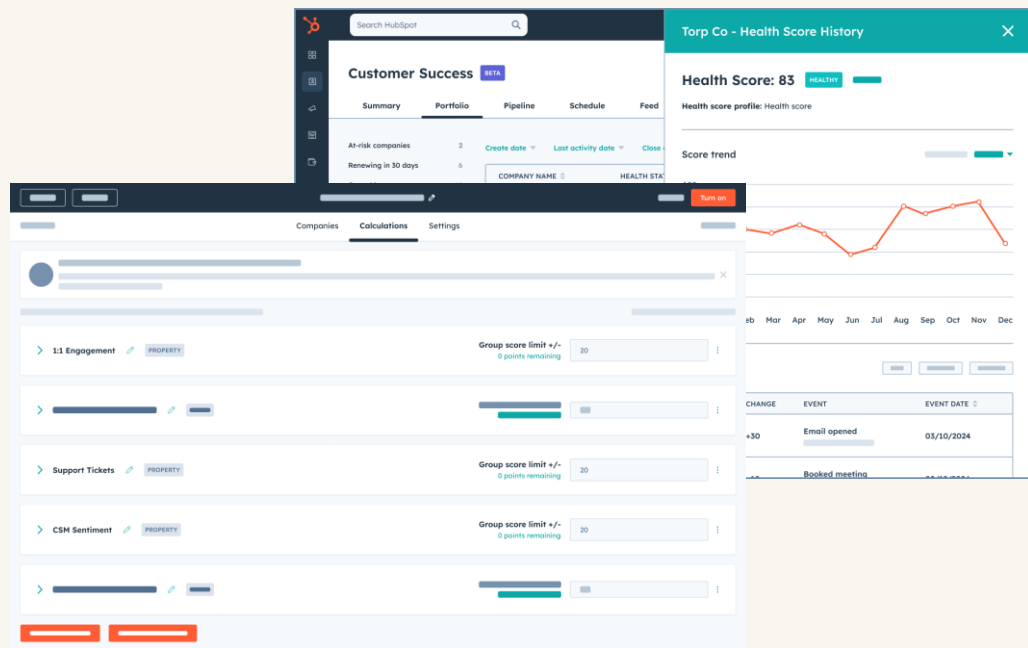 Search HubSpot
Customer Success BETA
Summary Portfolio Pipeline Schedule Feed
At-risk companies 2
Renewing in 30 days 6
Create date Last activity date Close
COMPANY NAME HEALTH
Torp Co - Health Score History
Health Score: 83 HEALTHY
Health score profile: Health score
Score trend
Mar Apr May Jun Jul Aug Sep Oct Nov Dec
CHANGE EVENT EVENT DATE
+30 Email opened 03/10/2024
Booked meeting
Turn on
Companies Calculations Settings
1:1 Engagement PROPERTY Group score limit +/- 20
0 points remaining
Support Tickets PROPERTY Group score limit +/- 20
0 points remaining
CSM Sentiment PROPERTY Group score limit +/- 20
0 points remaining